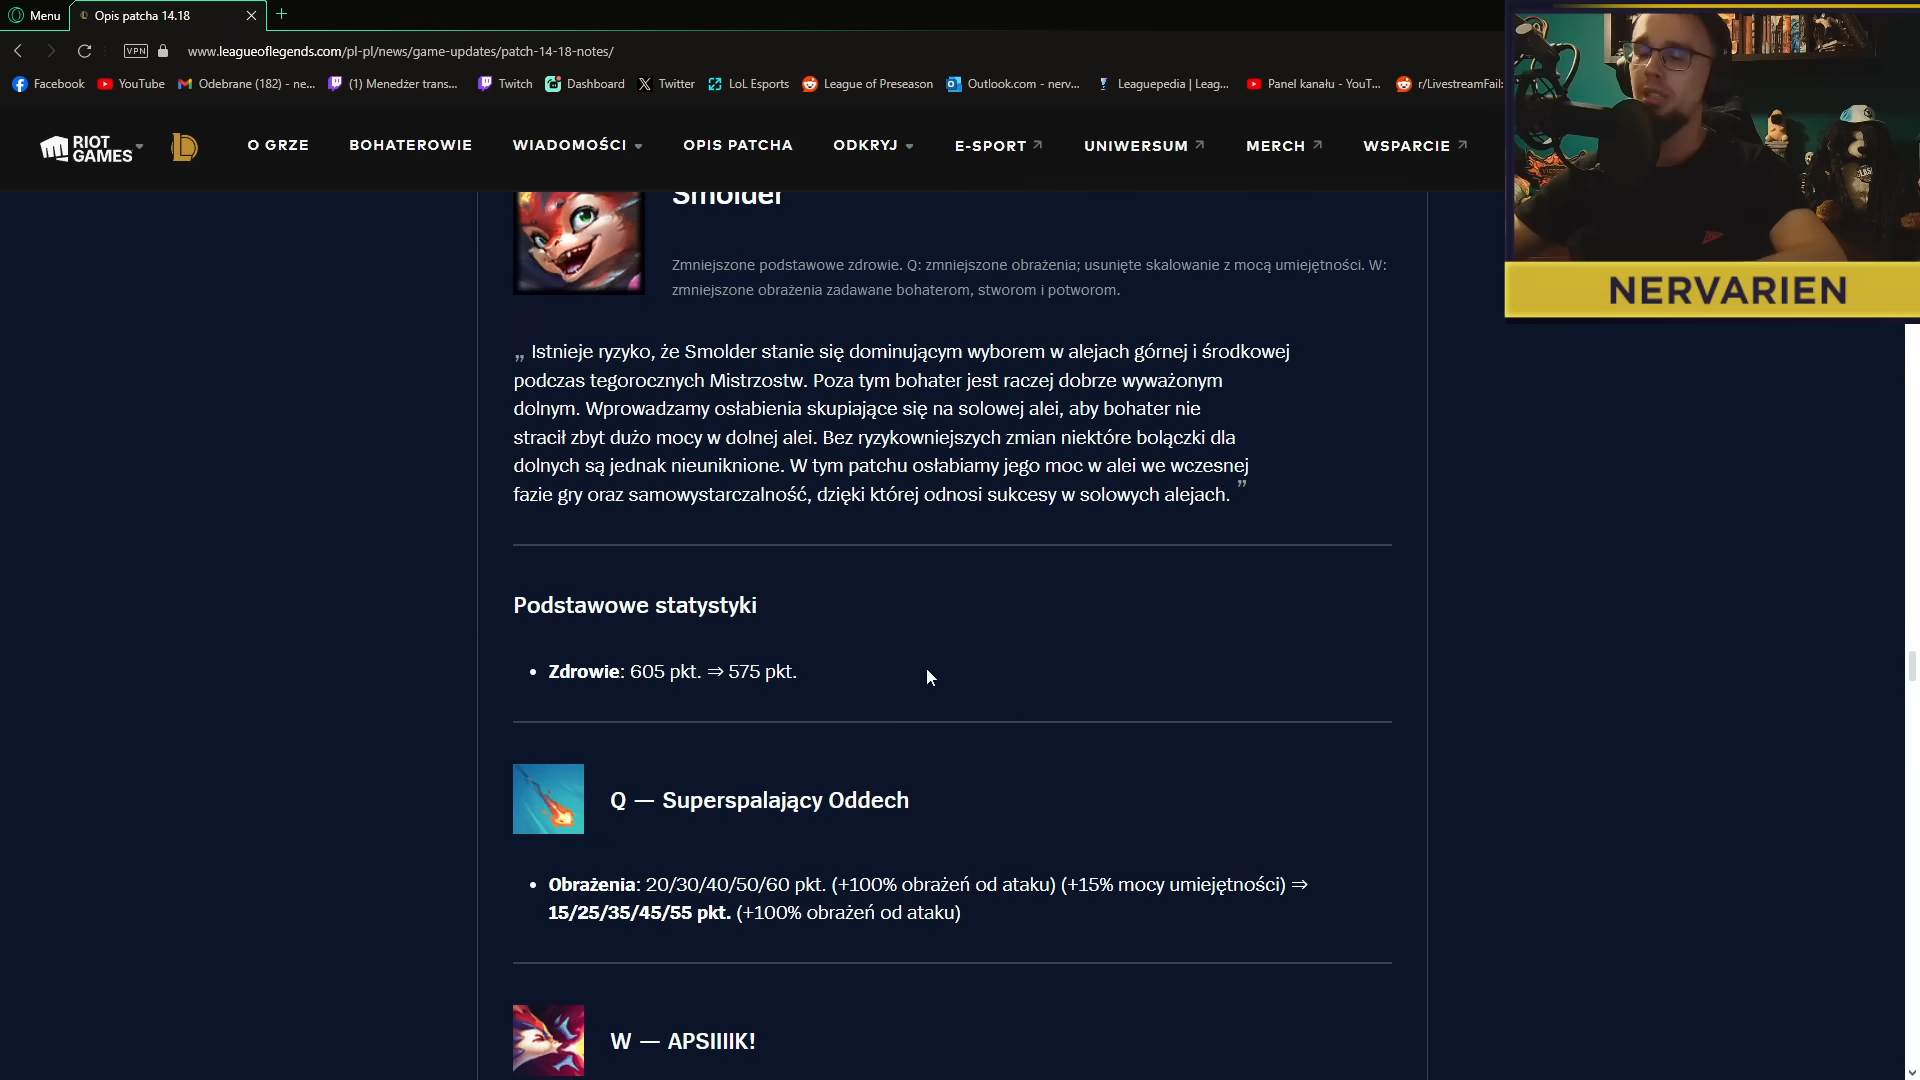 Menu
Opis patcha 14.18
VPN
www.leagueoflegends.com/pl-pl/news/game-updates/patch-14-18-notes/
Facebook
YouTube
Odebrane (182) - ne...
(1) Menedżer trans...
Twitch
Dashboard
Twitter
LoL Esports
League of Preseason
Outlook.com - nerv...
Leaguepedia | Leag...
Panel kanału - YouT...
r/LivestreamFail:
RIOT
GAMES
O GRZE
BOHATEROWIE
WIADOMOŚCI
OPIS PATCHA
ODKRYJ
E-SPORT
UNIWERSUM
MERCH
WSPARCIE
NERVARIEN
Smolder
Zmniejszone podstawowe zdrowie. Q: zmniejszone obrażenia; usunięte skalowanie z mocą umiejętności. W:
zmniejszone obrażenia zadawane bohaterom, stworom i potworom.
„ Istnieje ryzyko, że Smolder stanie się dominującym wyborem w alejach górnej i środkowej
podczas tegorocznych Mistrzostw. Poza tym bohater jest raczej dobrze wyważonym
dolnym. Wprowadzamy osłabienia skupiające się na solowej alei, aby bohater nie
stracił zbyt dużo mocy w dolnej alei. Bez ryzykowniejszych zmian niektóre bolączki dla
dolnych są jednak nieuniknione. W tym patchu osłabiamy jego moc w alei we wczesnej
fazie gry oraz samowystarczalność, dzięki której odnosi sukcesy w solowych alejach. ”
Podstawowe statystyki
• Zdrowie: 605 pkt. ⇒ 575 pkt.
Q — Superspalający Oddech
• Obrażenia: 20/30/40/50/60 pkt. (+100% obrażeń od ataku) (+15% mocy umiejętności) ⇒
15/25/35/45/55 pkt. (+100% obrażeń od ataku)
W — APSIIIIK!